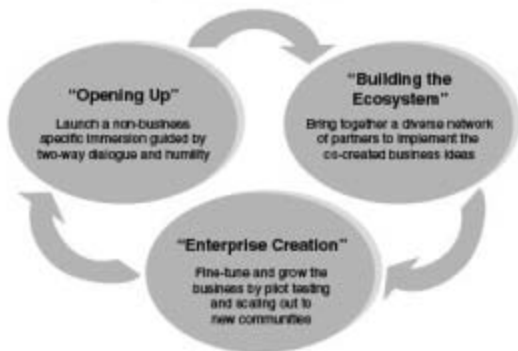 "Opening Up"
Launch a non-business
specific immersion guided by
two-way dialogue and humility
"Building the
Ecosystem"
Bring together a diverse network
of partners to implement the
co-created business ideas
"Enterprise Creation"
Fine-tune and grow the
business by pilot testing
and scaling out to
new communities